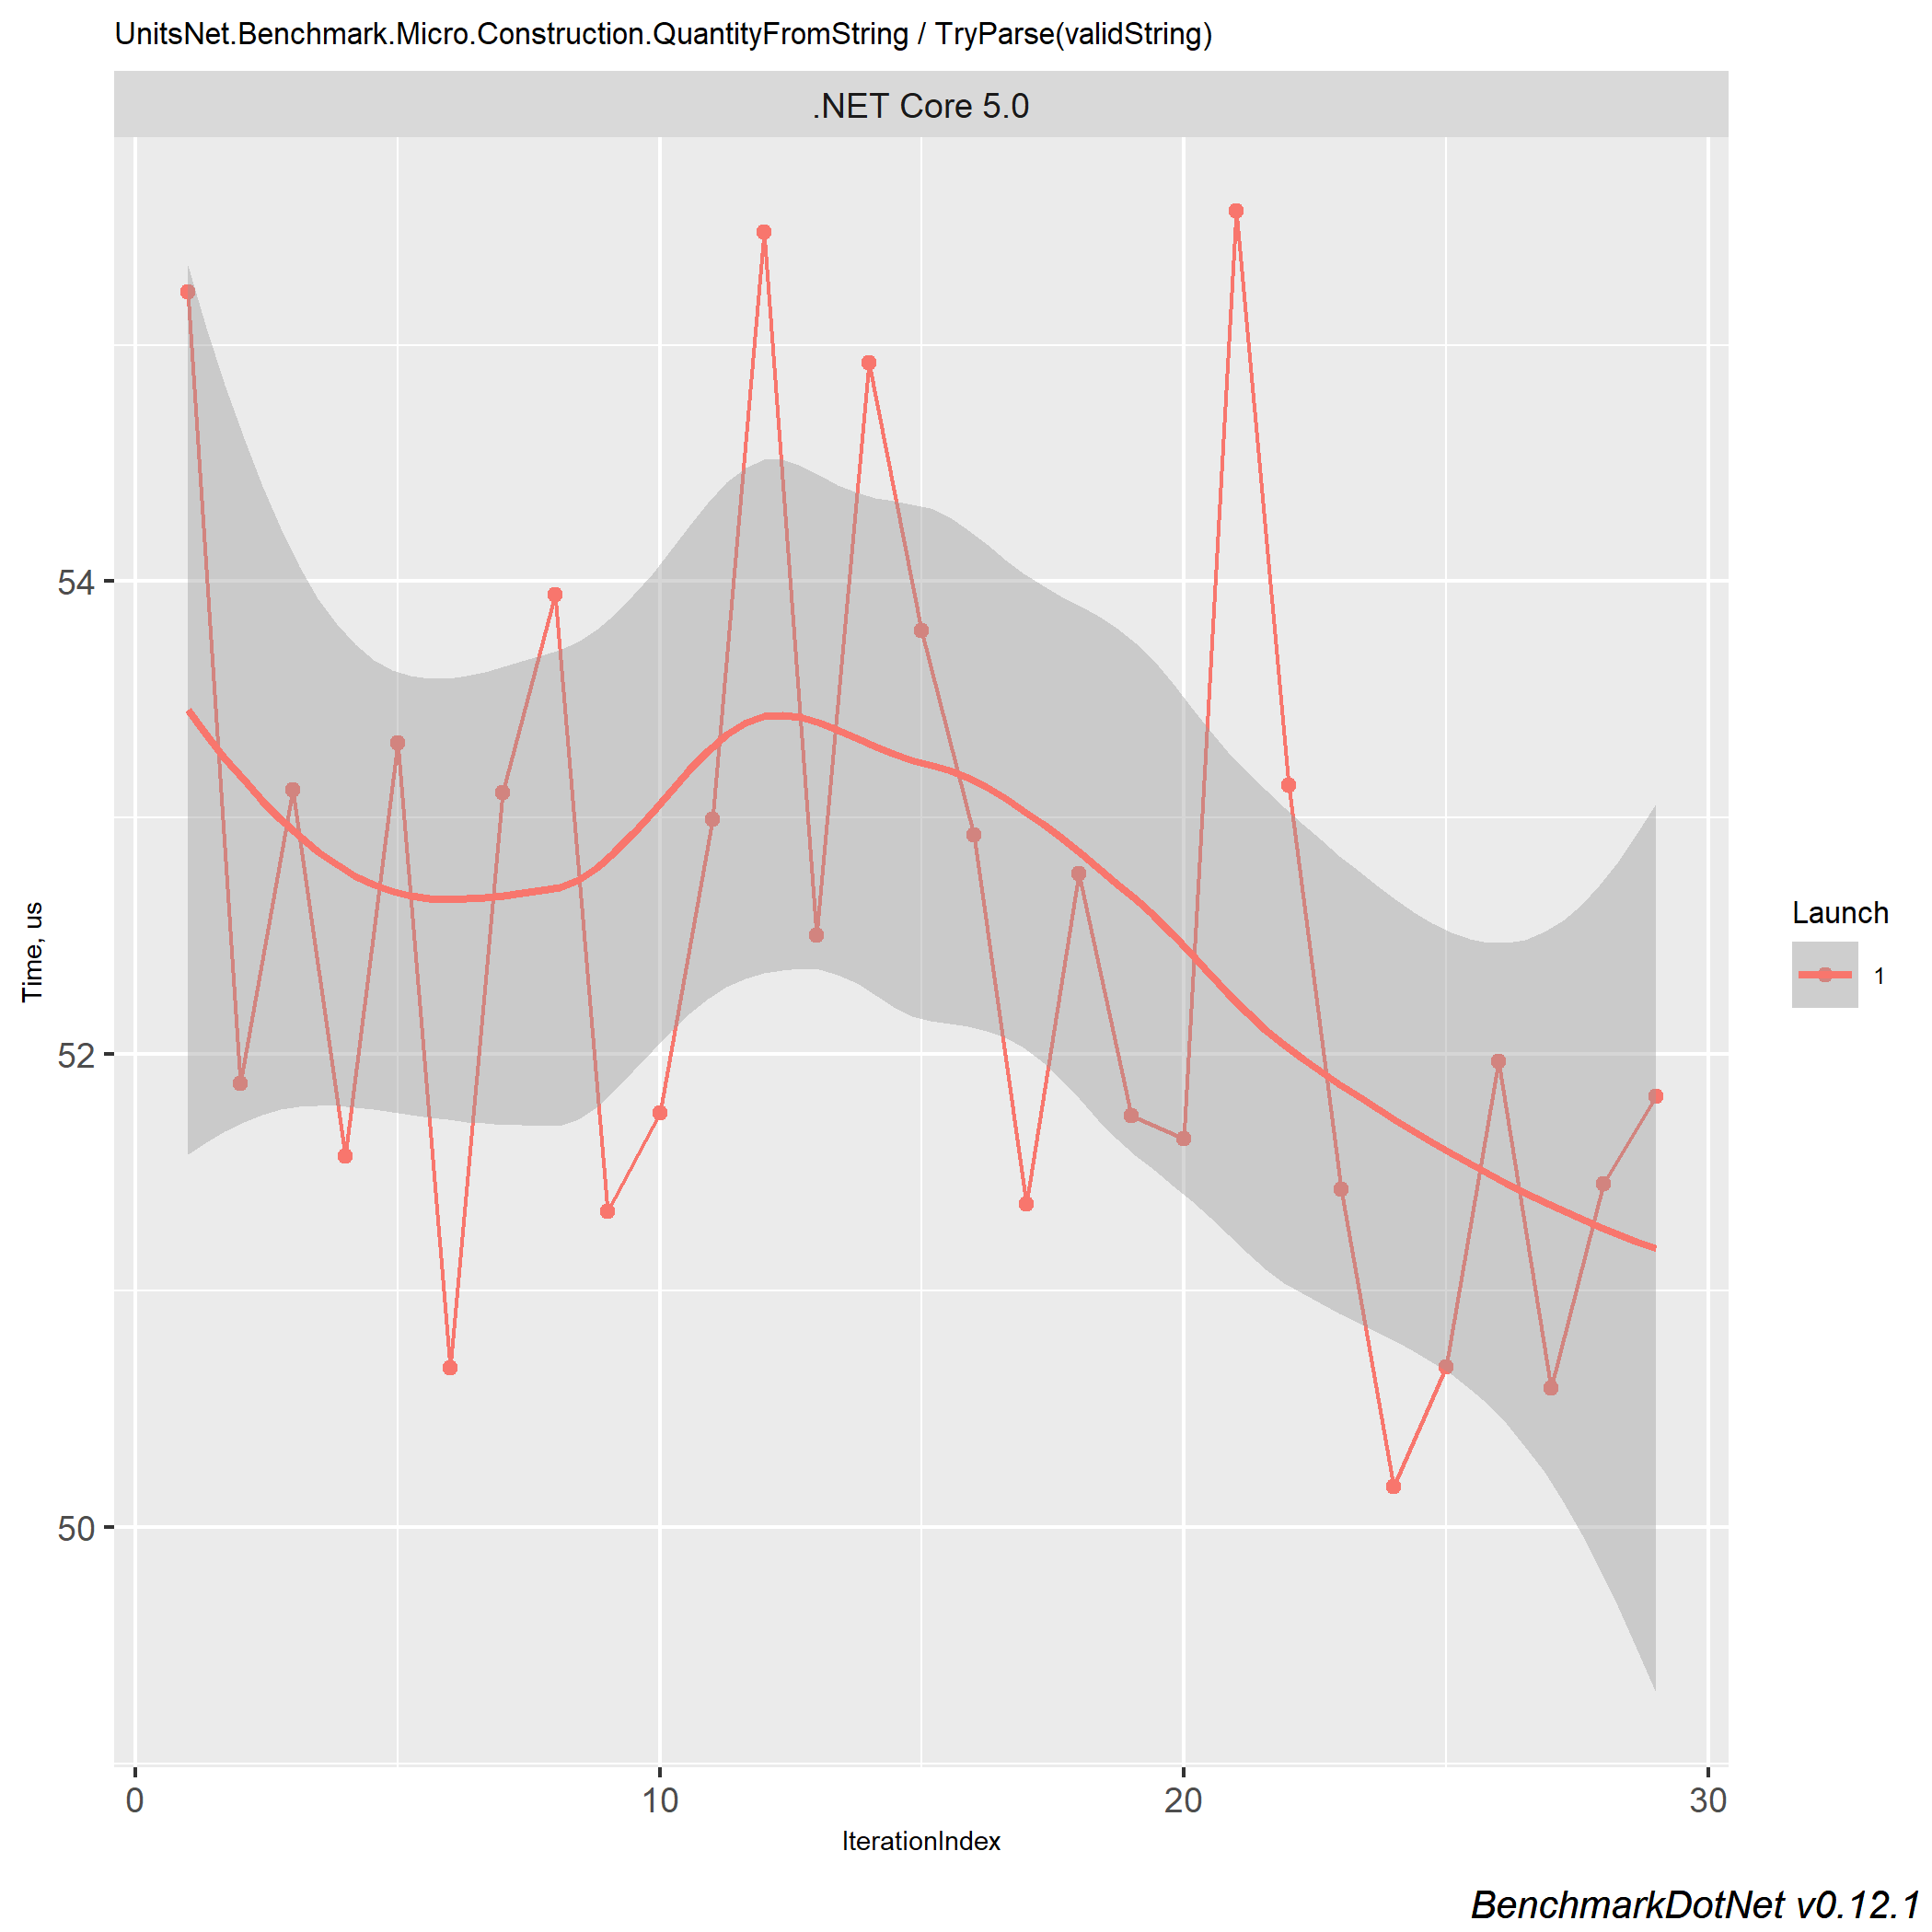 UnitsNet.Benchmark.Micro.Construction.QuantityFromString / TryParse(validString)
.NET Core 5.0
54
52
50
Time, us
0 10 20 30
IterationIndex
Launch
1
BenchmarkDotNet v0.12.1